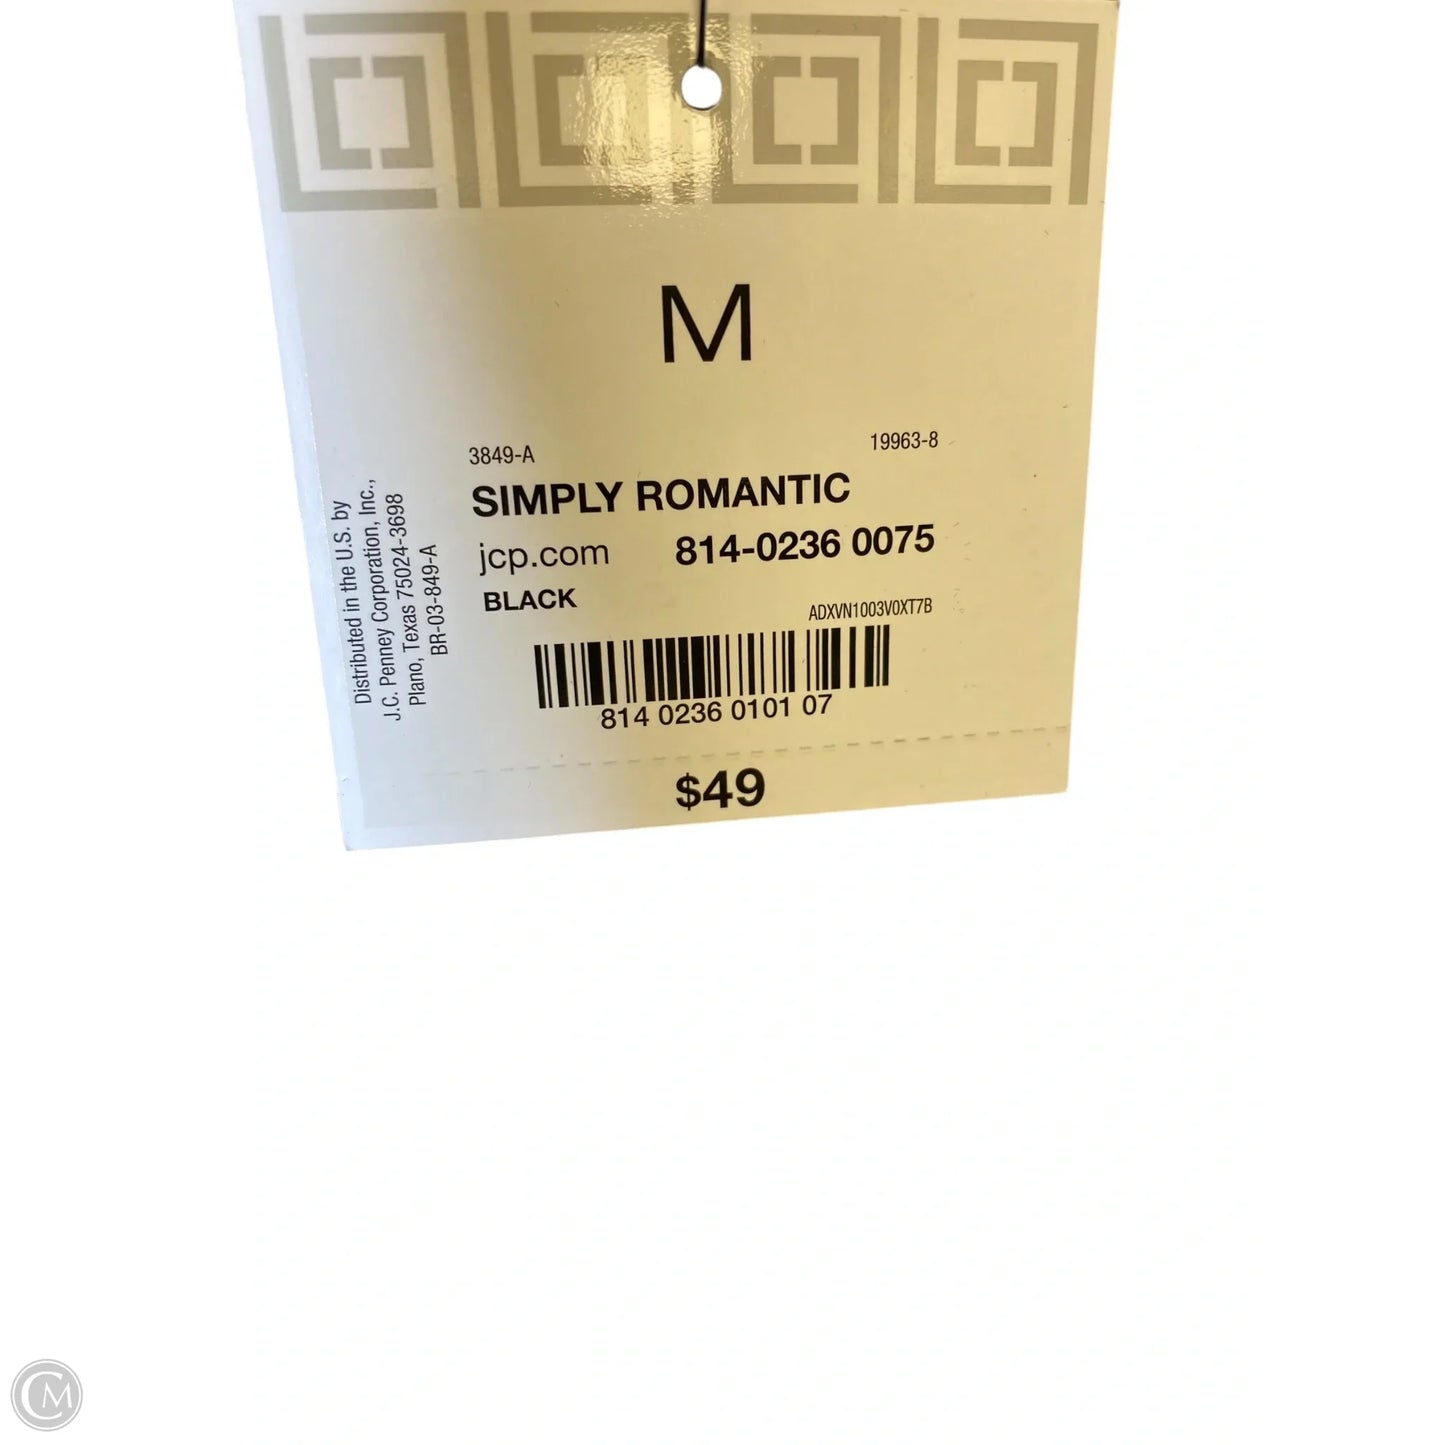 M
3849-A
19963-8
SIMPLY ROMANTIC
jcp.com 814-0236 0075
BLACK
ADXVN1003V0XT7B
814 0236 0101 07
$49
Distributed in the U.S. by
J.C. Penney Corporation, Inc.,
Plano, Texas 75024-3698
BR-03-849-A
CM